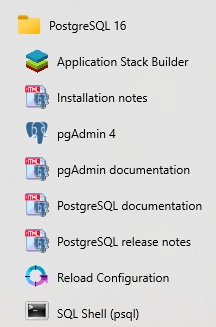 PostgreSQL 16
Application Stack Builder
Installation notes
pgAdmin 4
pgAdmin documentation
PostgreSQL documentation
PostgreSQL release notes
Reload Configuration
SQL Shell (psql)